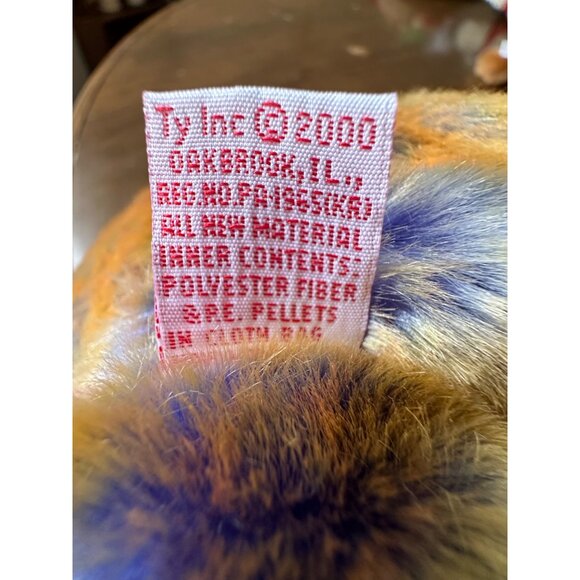 Ty Inc © 2000
OAKBROOK, IL.,
REG.NO.PA·1965(KR)
ALL NEW MATERIAL
INNER CONTENTS:
POLYESTER FIBER
& P.E. PELLETS
IN CLOTH BAG